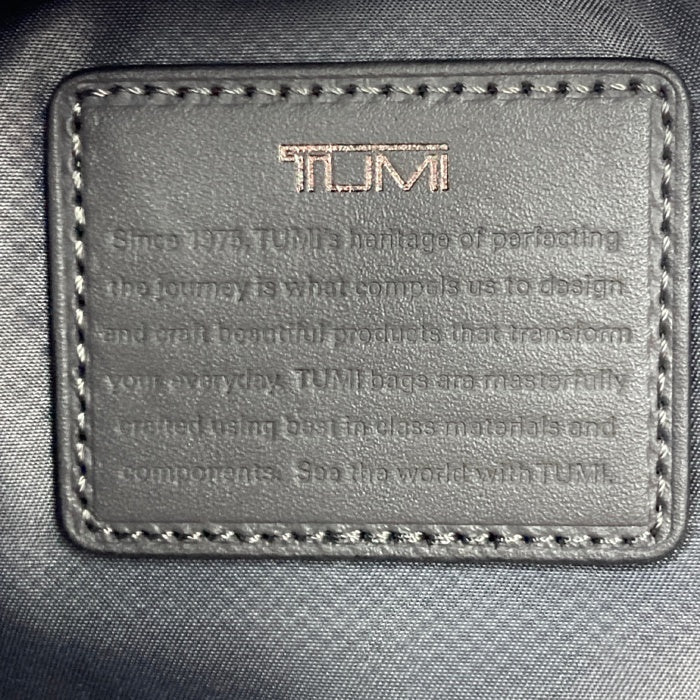 TUMI
Since 1975, TUMI's heritage of perfecting
the journey is what compels us to design
and craft beautiful products that transform
your everyday. TUMI bags are masterfully
crafted using best in class materials and
components. See the world with TUMI.